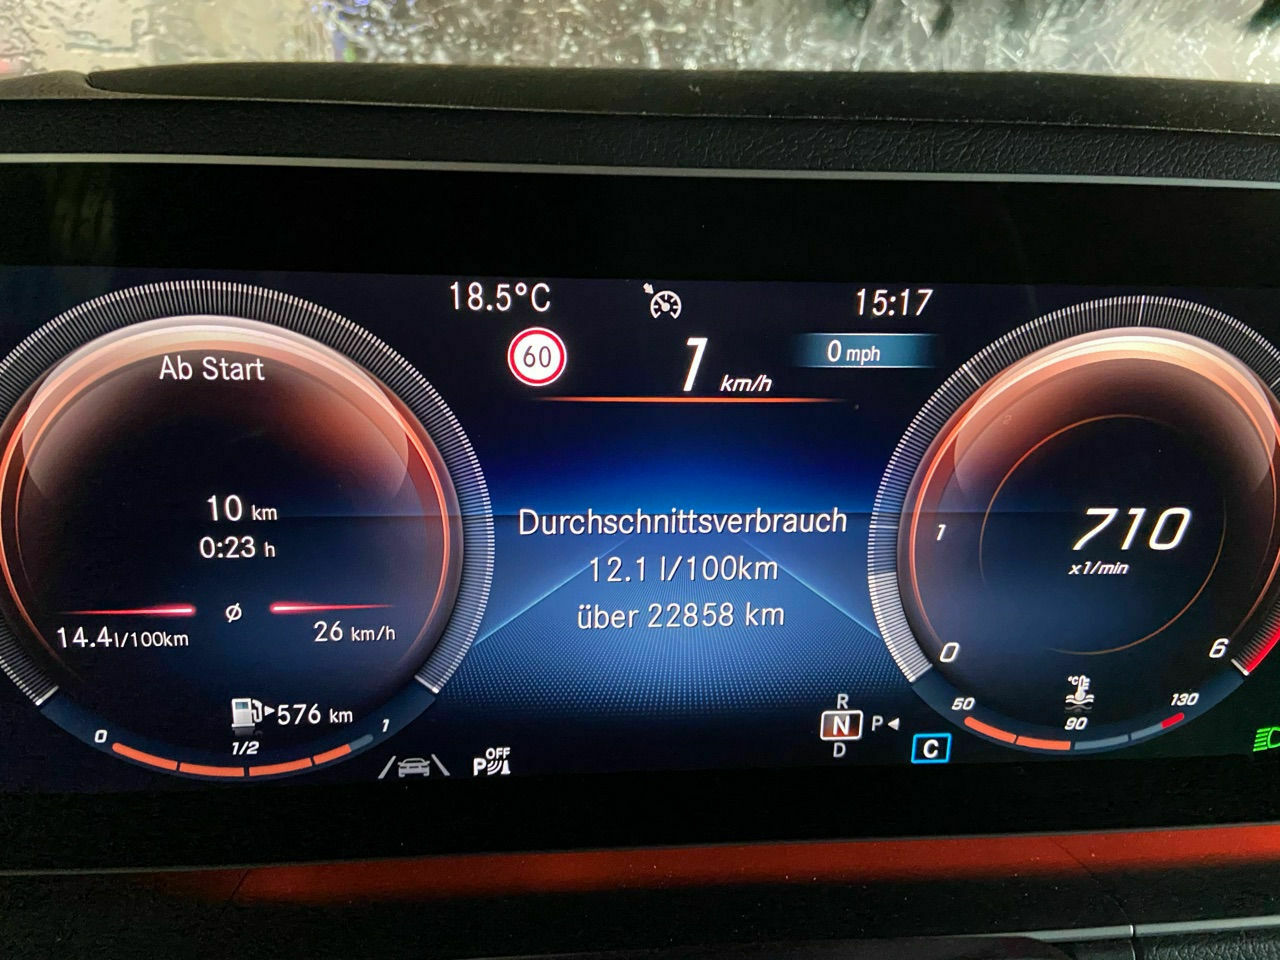 18.5°C
15:17
60
1 km/h
0 mph
Ab Start
10 km
0:23 h
ø
14.4 l/100km
26 km/h
576 km
0
1/2
1
Durchschnittsverbrauch
12.1 l/100km
über 22858 km
OFF
P
R
N P
D
C
710
x1/min
1
0
6
°C
50
90
130